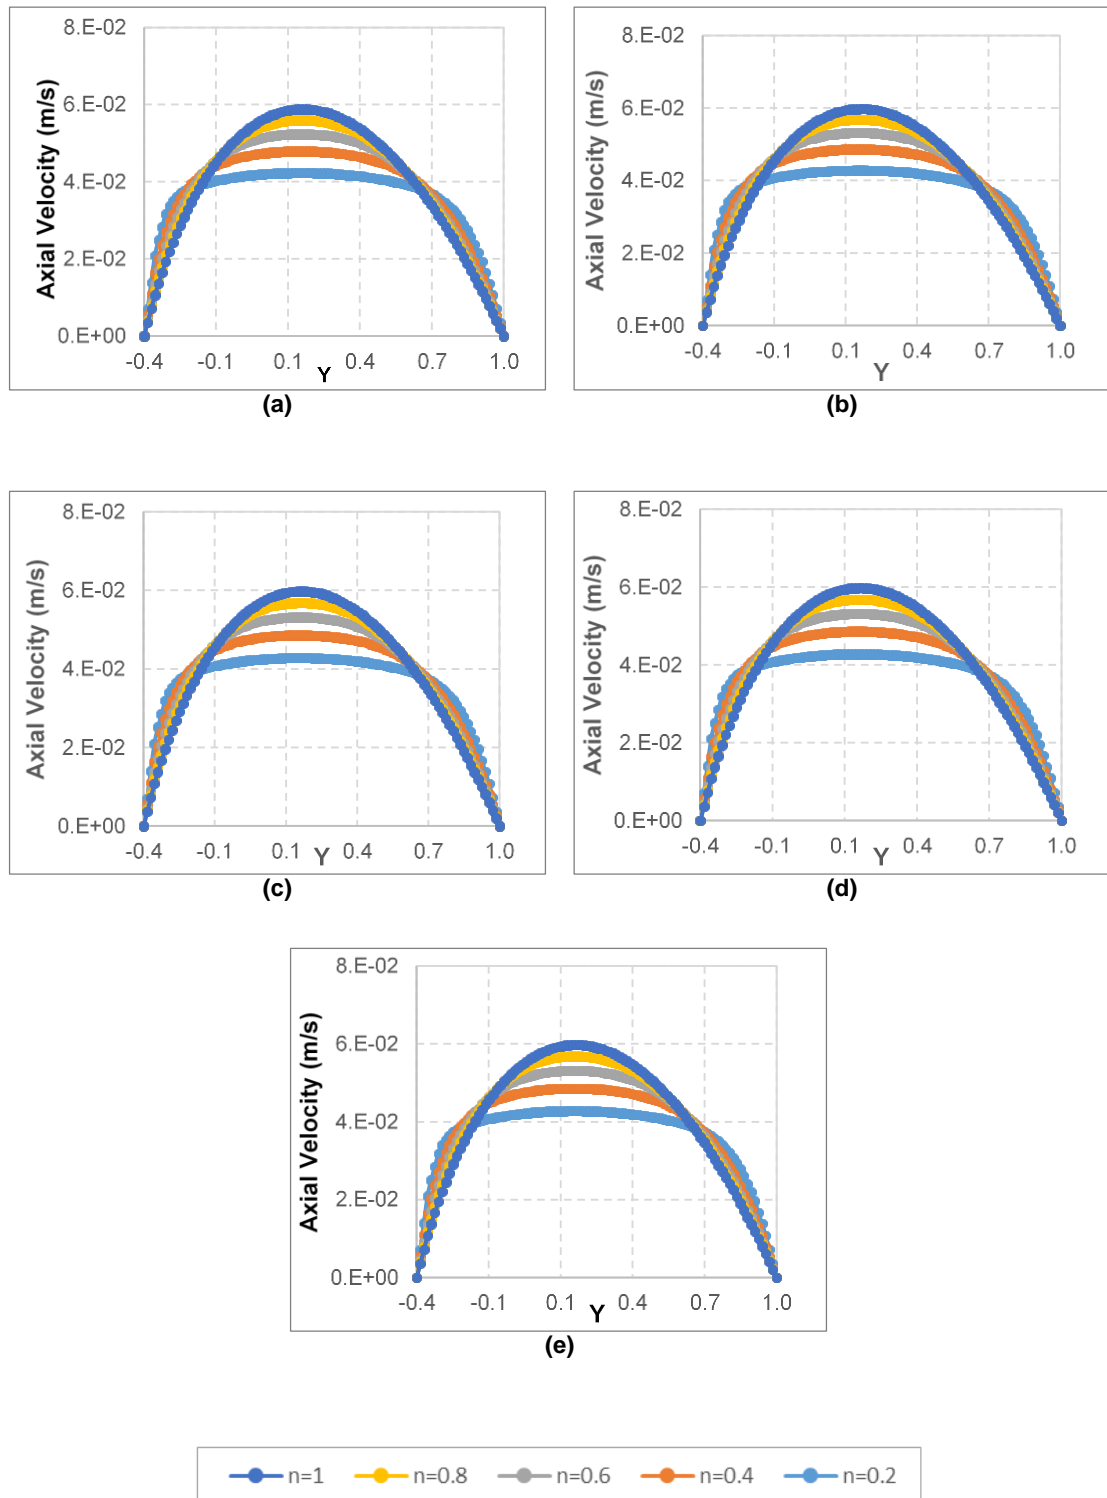 8.E-02
6.E-02
4.E-02
2.E-02
0.E+00
Axial Velocity (m/s)
-0.4 -0.1 0.1 0.4 0.7 1.0
Y
(a)
8.E-02
6.E-02
4.E-02
2.E-02
0.E+00
Axial Velocity (m/s)
-0.4 -0.1 0.1 0.4 0.7 1.0
Y
(b)
8.E-02
6.E-02
4.E-02
2.E-02
0.E+00
Axial Velocity (m/s)
-0.4 -0.1 0.1 0.4 0.7 1.0
Y
(c)
8.E-02
6.E-02
4.E-02
2.E-02
0.E+00
Axial Velocity (m/s)
-0.4 -0.1 0.1 0.4 0.7 1.0
Y
(d)
8.E-02
6.E-02
4.E-02
2.E-02
0.E+00
Axial Velocity (m/s)
-0.4 -0.1 0.1 0.4 0.7 1.0
Y
(e)
n=1 n=0.8 n=0.6 n=0.4 n=0.2